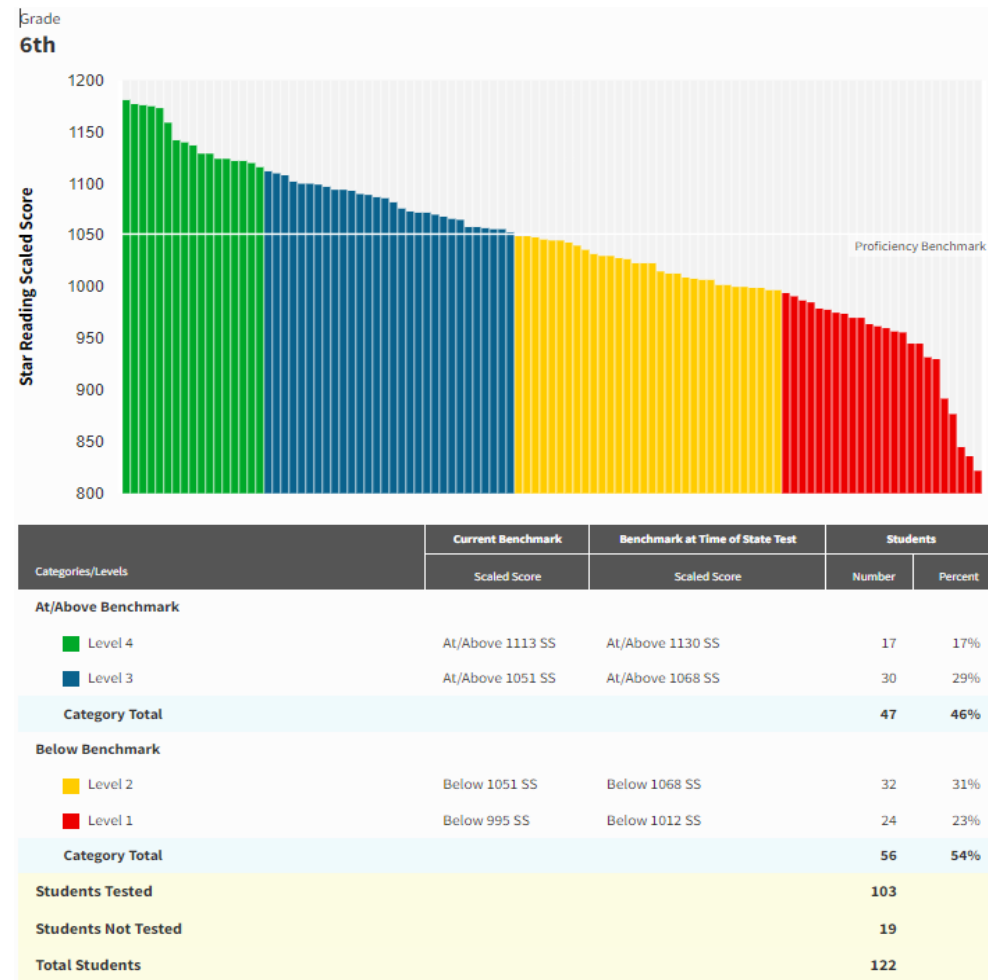 Grade
6th
1200
1150
1100
1050
1000
950
900
850
800
Star Reading Scaled Score
Proficiency Benchmark
Categories/Levels Current Benchmark Benchmark at Time of State Test Students
Scaled Score Scaled Score Number Percent
At/Above Benchmark
Level 4 At/Above 1113 SS At/Above 1130 SS 17 17%
Level 3 At/Above 1051 SS At/Above 1068 SS 30 29%
Category Total 47 46%
Below Benchmark
Level 2 Below 1051 SS Below 1068 SS 32 31%
Level 1 Below 995 SS Below 1012 SS 24 23%
Category Total 56 54%
Students Tested 103
Students Not Tested 19
Total Students 122